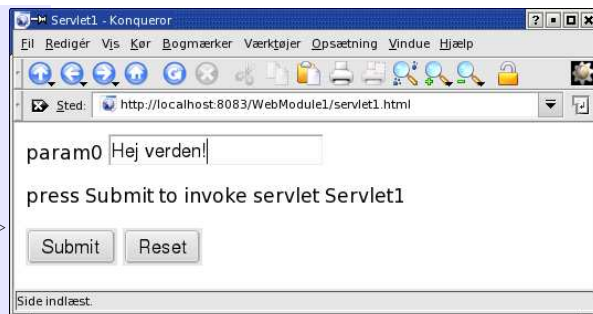 Servlet1 - Konqueror
Fil Redigér Vis Kør Bogmærker Værktøjer Opsætning Vindue Hjælp
Sted: http://localhost:8083/WebModule1/servlet1.html
param0 Hej verden!
press Submit to invoke servlet Servlet1
Submit Reset
Side indlæst.